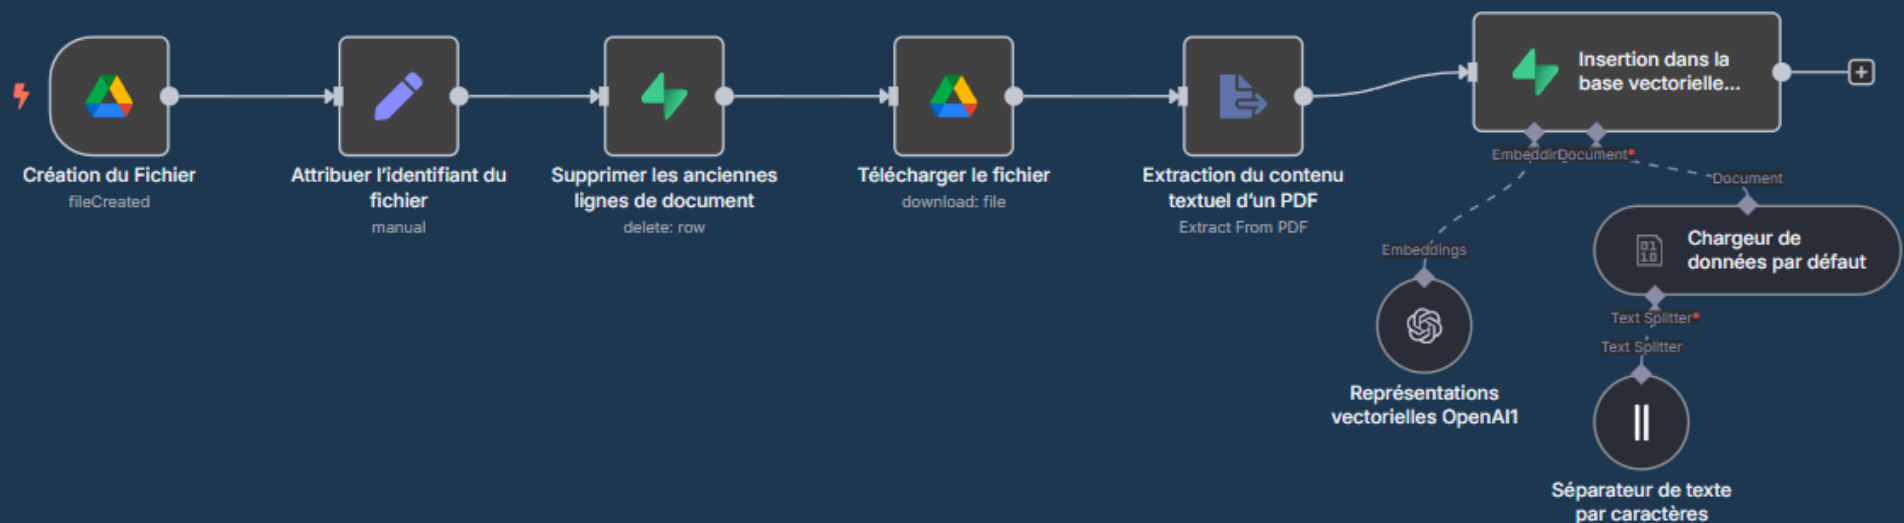 Création du Fichier
fileCreated
Attribuer l'identifiant du
fichier
manual
Supprimer les anciennes
lignes de document
delete: row
Télécharger le fichier
download: file
Extraction du contenu
textuel d'un PDF
Extract From PDF
Insertion dans la
base vectorielle...
Embeddin
Document*
Embeddings
Représentations
vectorielles OpenAI1
Document
Chargeur de
données par défaut
Text Splitter*
Text Splitter
Séparateur de texte
par caractères